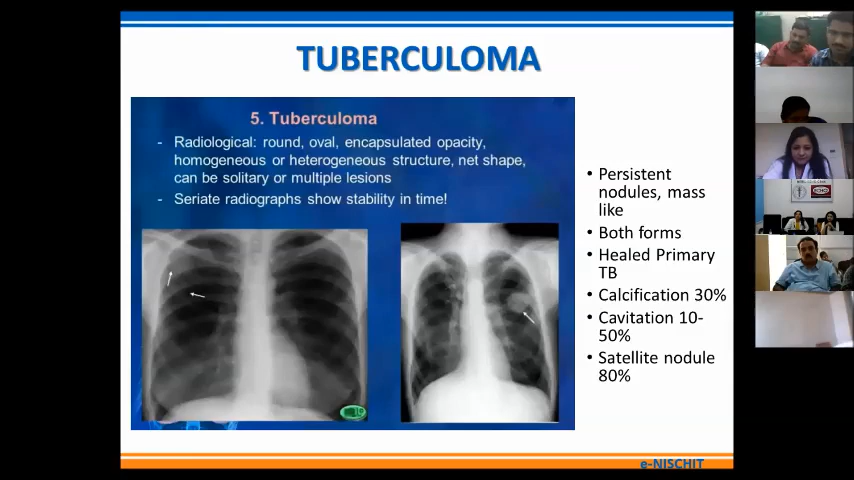 TUBERCULOMA
5. Tuberculoma
- Radiological: round, oval, encapsulated opacity,
homogeneous or heterogeneous structure, net shape,
can be solitary or multiple lesions
- Seriate radiographs show stability in time!
• Persistent
nodules, mass
like
• Both forms
• Healed Primary
TB
• Calcification 30%
• Cavitation 10-
50%
• Satellite nodule
80%
e-NISCHIT